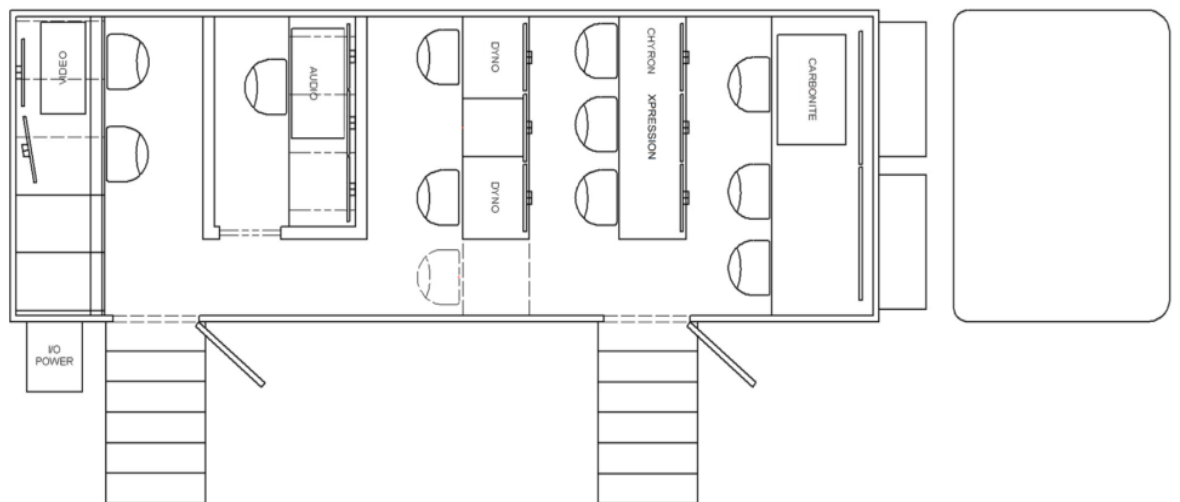 VIDEO
AUDIO
DYNO
DYNO
CHYRON XPRESSION
CARBONITE
I/O
POWER